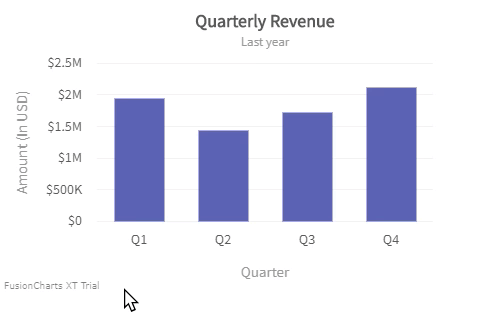 Quarterly Revenue
Last year
Amount (In USD)
$2.5M
$2M
$1.5M
$1M
$500K
$0
Q1 Q2 Q3 Q4
Quarter
FusionCharts XT Trial